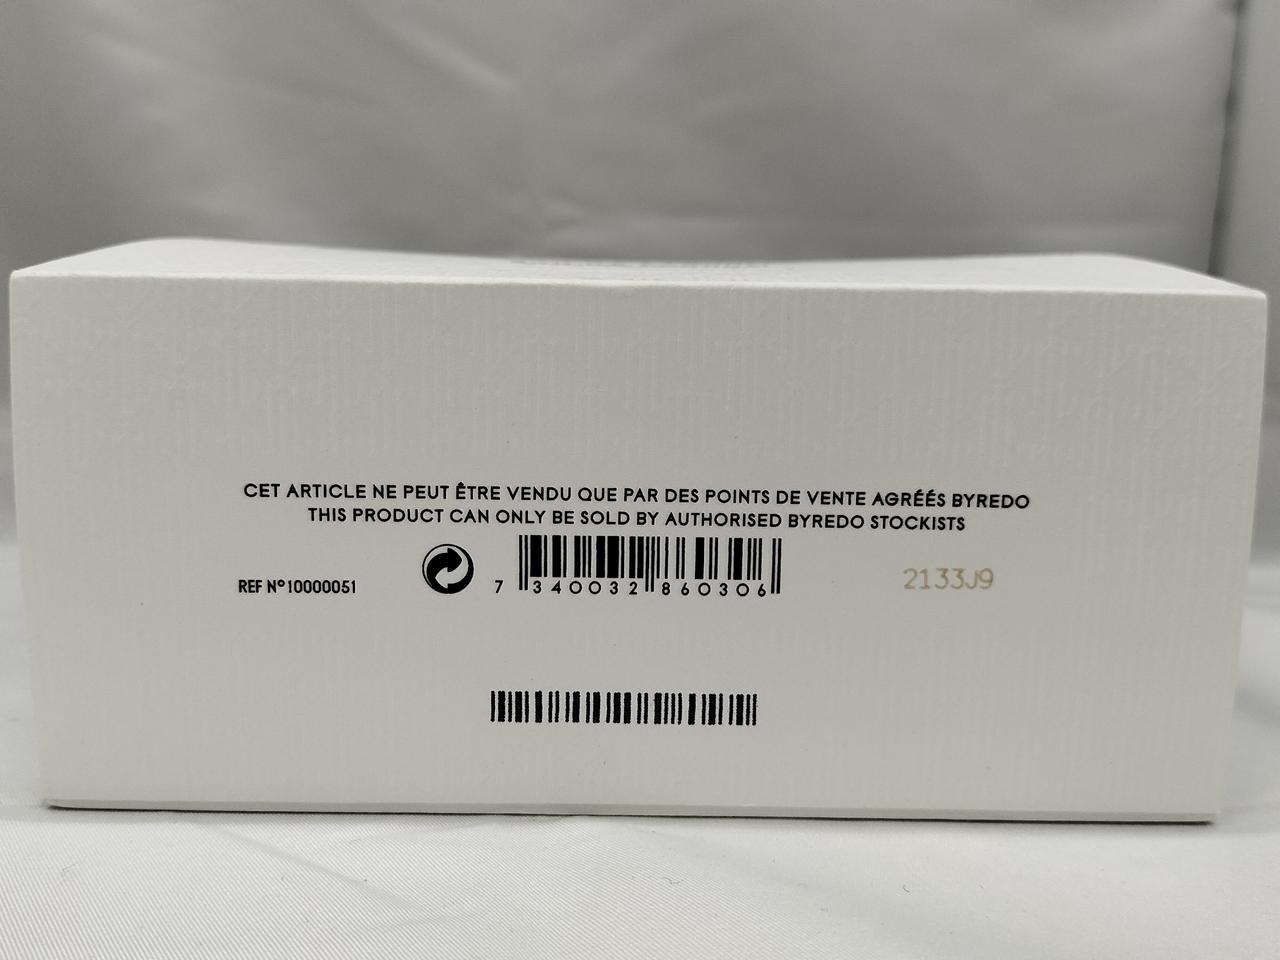 CET ARTICLE NE PEUT ÊTRE VENDU QUE PAR DES POINTS DE VENTE AGRÉÉS BYREDO
THIS PRODUCT CAN ONLY BE SOLD BY AUTHORISED BYREDO STOCKISTS
REF Nº10000051
7 340032 860306
2133J9